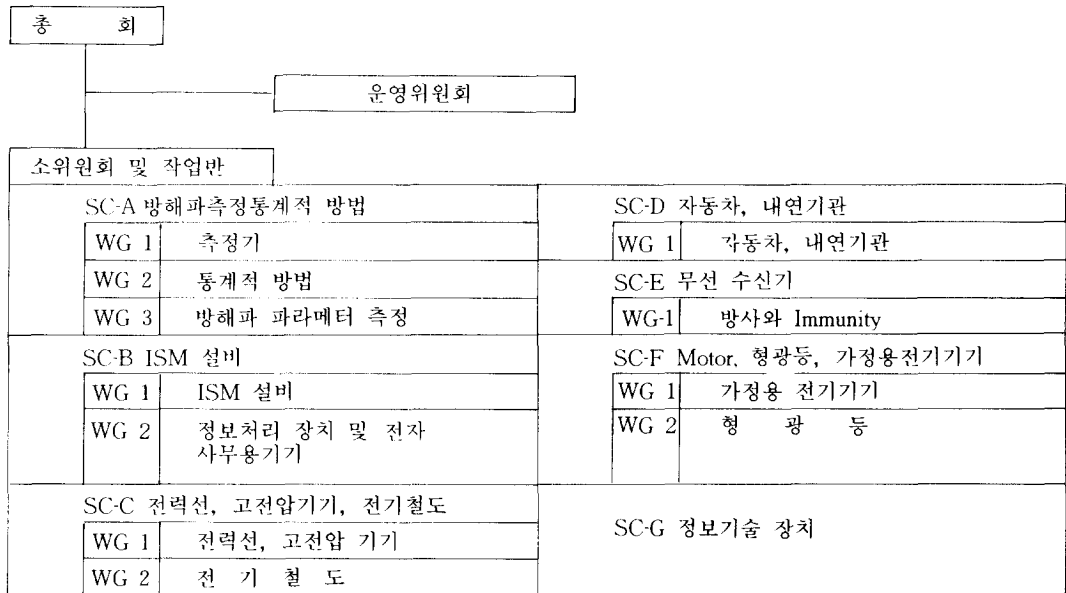 총 회
운영위원회
소위원회 및 작업반
SC-A 방해파측정통계적 방법
WG 1 측정기
WG 2 통계적 방법
WG 3 방해파 파라메터 측정
SC-B ISM 설비
WG 1 ISM 설비
WG 2 정보처리 장치 및 전자
사무용기기
SC-C 전력선, 고전압기기, 전기철도
WG 1 전력선, 고전압 기기
WG 2 전 기 철 도
SC-D 자동차, 내연기관
WG 1 자동차, 내연기관
SC-E 무선 수신기
WG-1 방사와 Immunity
SC-F Motor, 형광등, 가정용전기기기
WG 1 가정용 전기기기
WG 2 형 광 등
SC-G 정보기술 장치